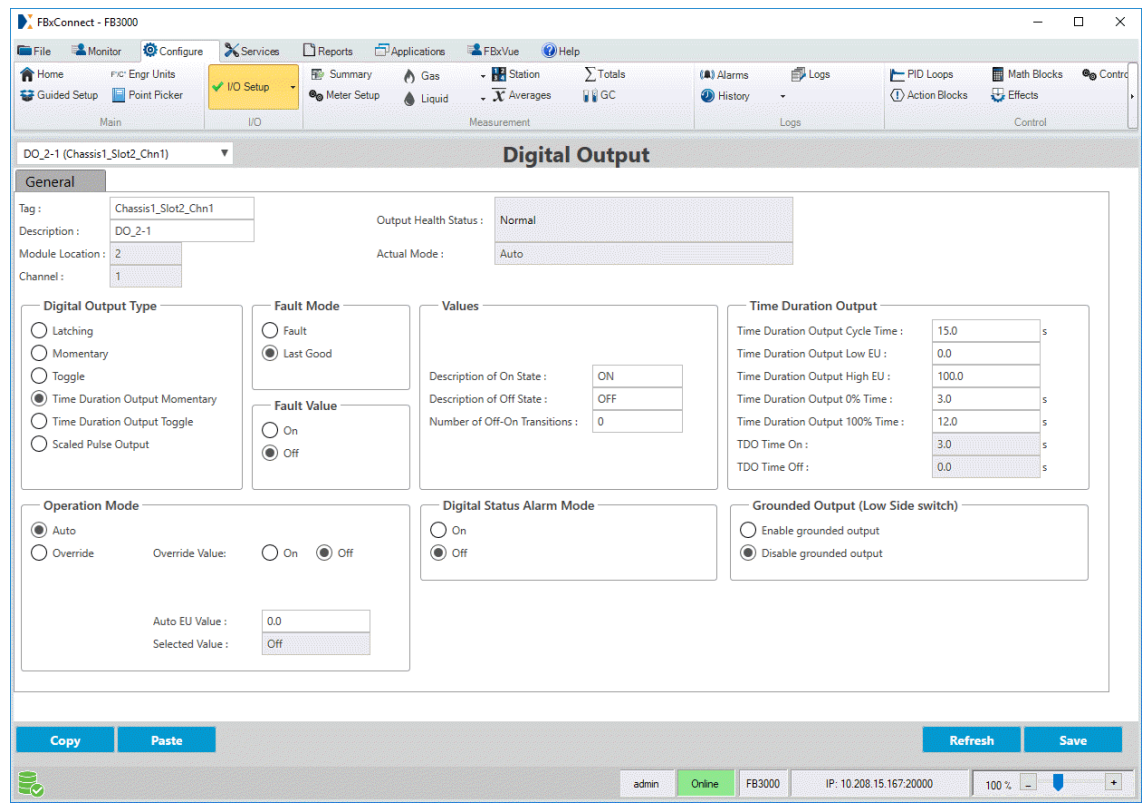 FBxConnect - FB3000
File Monitor Configure Services Reports Applications FBxVue Help
Home Engr Units I/O Setup Summary Gas Station Totals Alarms Logs PID Loops Math Blocks Contro
Guided Setup Point Picker Meter Setup Liquid Averages GC History Action Blocks Effects
Main I/O Measurement Logs Control
DO_2-1 (Chassis1_Slot2_Chn1) Digital Output
General
Tag : Chassis1_Slot2_Chn1
Description : DO_2-1
Module Location : 2
Channel : 1
Output Health Status : Normal
Actual Mode : Auto
Digital Output Type
Latching
Momentary
Toggle
Time Duration Output Momentary
Time Duration Output Toggle
Scaled Pulse Output
Fault Mode
Fault
Last Good
Fault Value
On
Off
Values
Description of On State : ON
Description of Off State : OFF
Number of Off-On Transitions : 0
Time Duration Output
Time Duration Output Cycle Time : 15.0 s
Time Duration Output Low EU : 0.0
Time Duration Output High EU : 100.0
Time Duration Output 0% Time : 3.0 s
Time Duration Output 100% Time : 12.0 s
TDO Time On : 3.0 s
TDO Time Off : 0.0 s
Operation Mode
Auto
Override Override Value: On Off
Auto EU Value : 0.0
Selected Value : Off
Digital Status Alarm Mode
On
Off
Grounded Output (Low Side switch)
Enable grounded output
Disable grounded output
Copy Paste Refresh Save
admin Online FB3000 IP: 10.208.15.167:20000 100 % - +